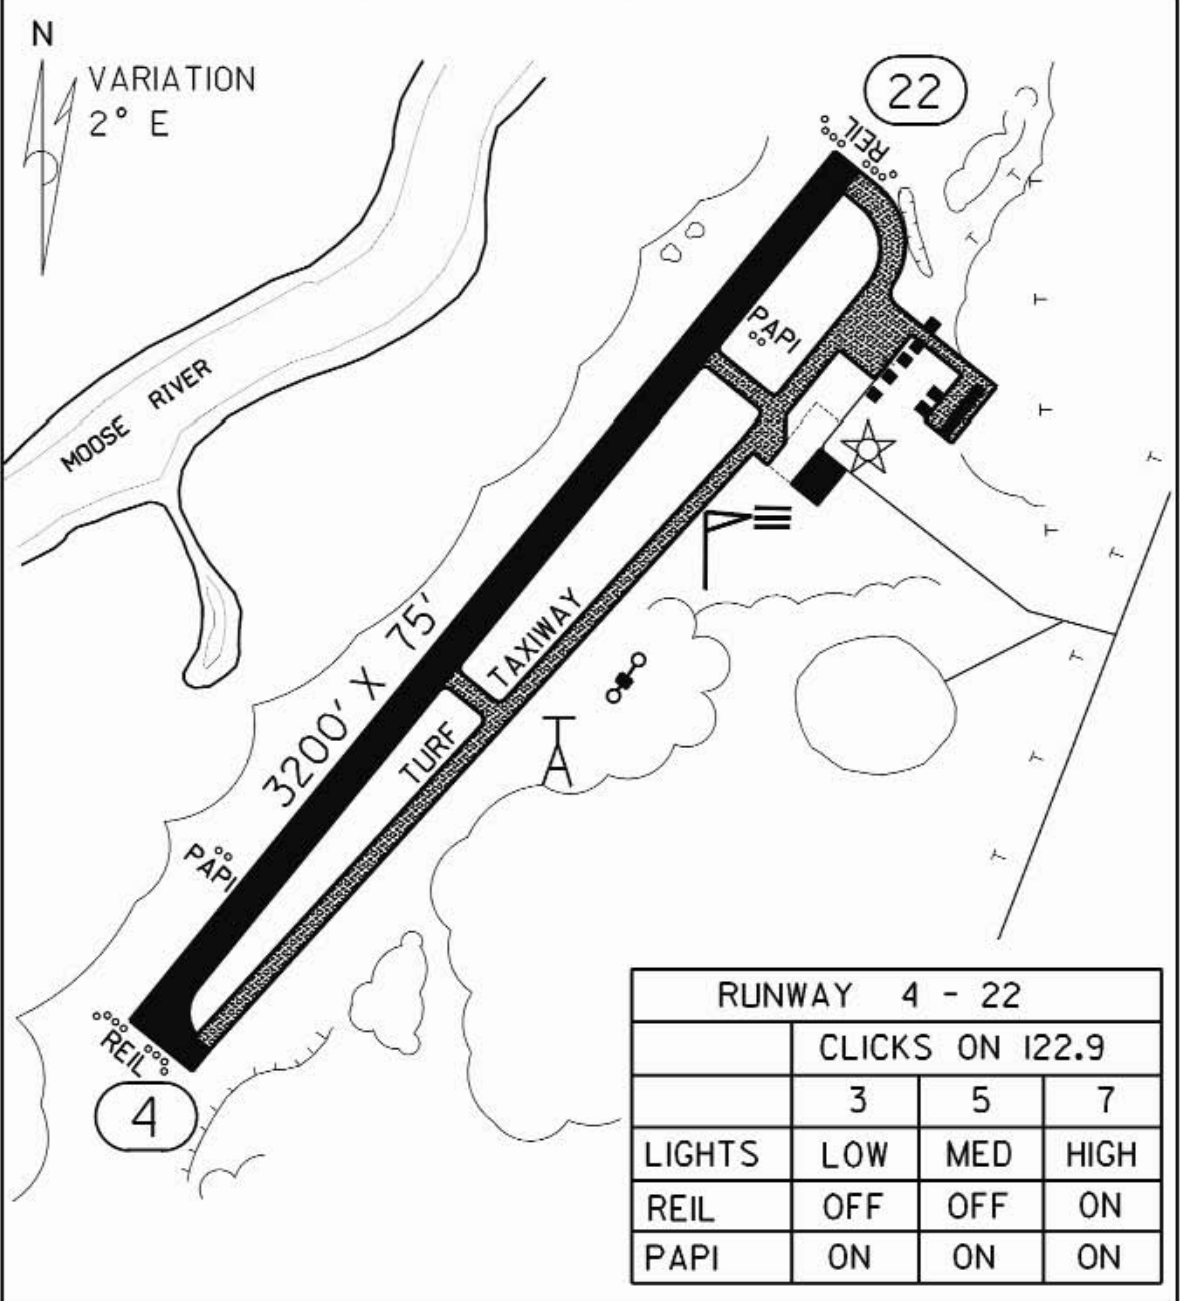 N
VARIATION
2° E
22
REIL
PAPI
MOOSE RIVER
3200' X 75'
TURF TAXIWAY
PAPI
REIL
4
RUNWAY 4 - 22
CLICKS ON 122.9
3 5 7
LIGHTS LOW MED HIGH
REIL OFF OFF ON
PAPI ON ON ON